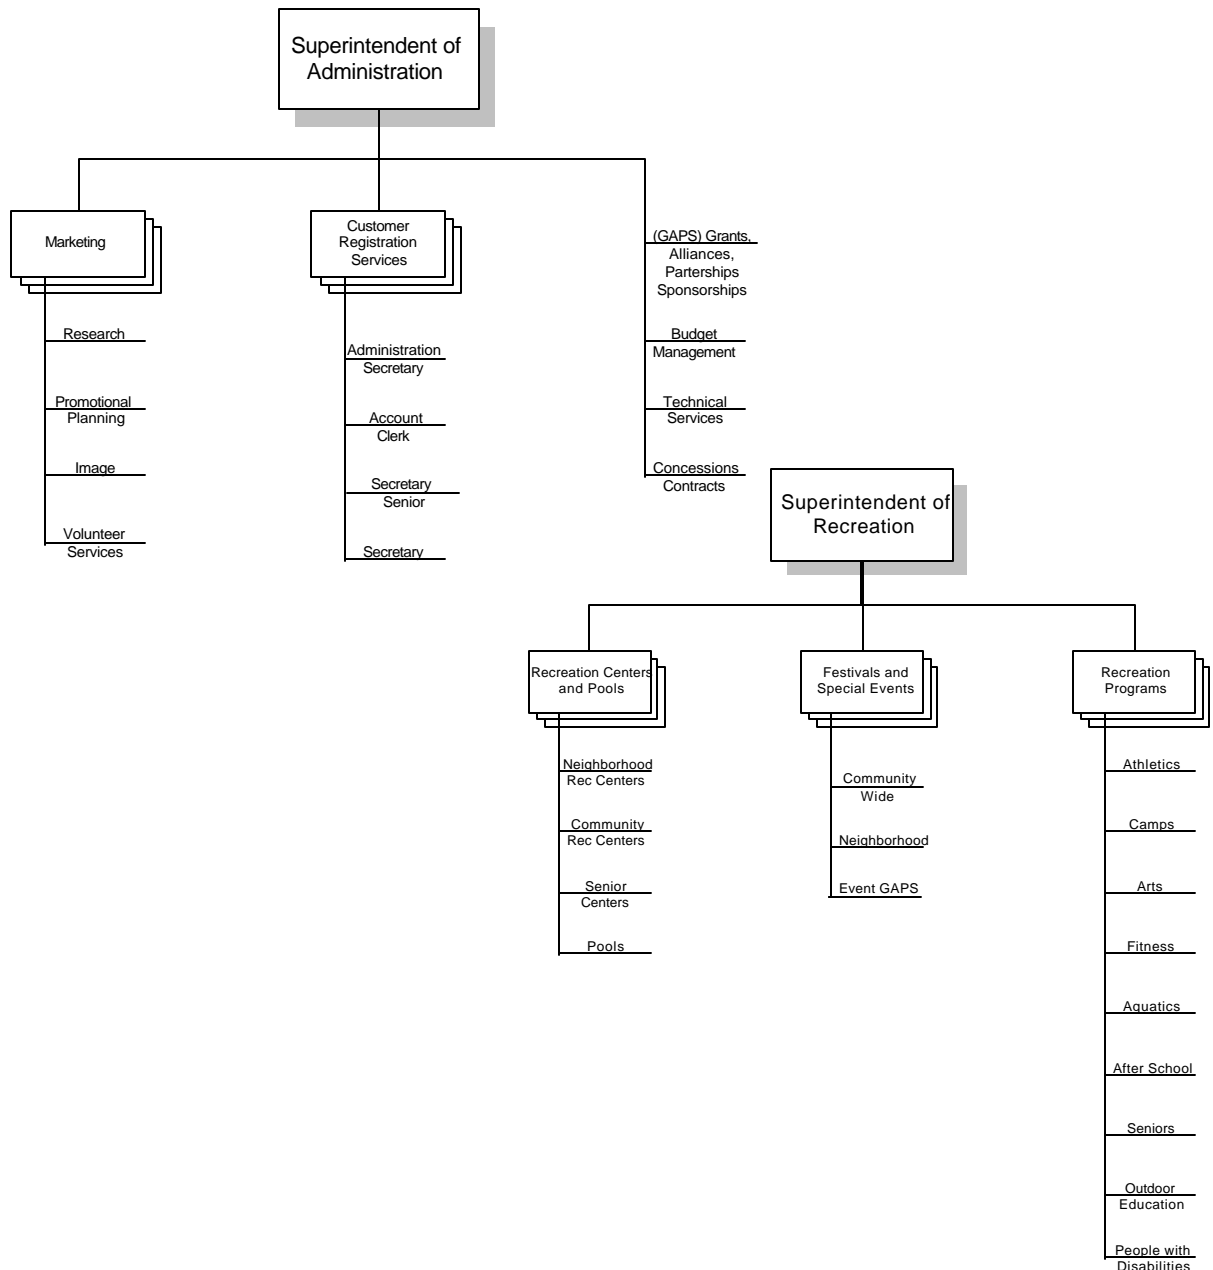 Superintendent of
Administration
Marketing
Research
Promotional
Planning
Image
Volunteer
Services
Customer
Registration
Services
Administration
Secretary
Account
Clerk
Secretary
Senior
Secretary
(GAPS) Grants,
Alliances,
Parterships
Sponsorships
Budget
Management
Technical
Services
Concessions
Contracts
Superintendent of
Recreation
Recreation Centers
and Pools
Neighborhood
Rec Centers
Community
Rec Centers
Senior
Centers
Pools
Festivals and
Special Events
Community
Wide
Neighborhood
Event GAPS
Recreation
Programs
Athletics
Camps
Arts
Fitness
Aquatics
After School
Seniors
Outdoor
Education
People with
Disabilities